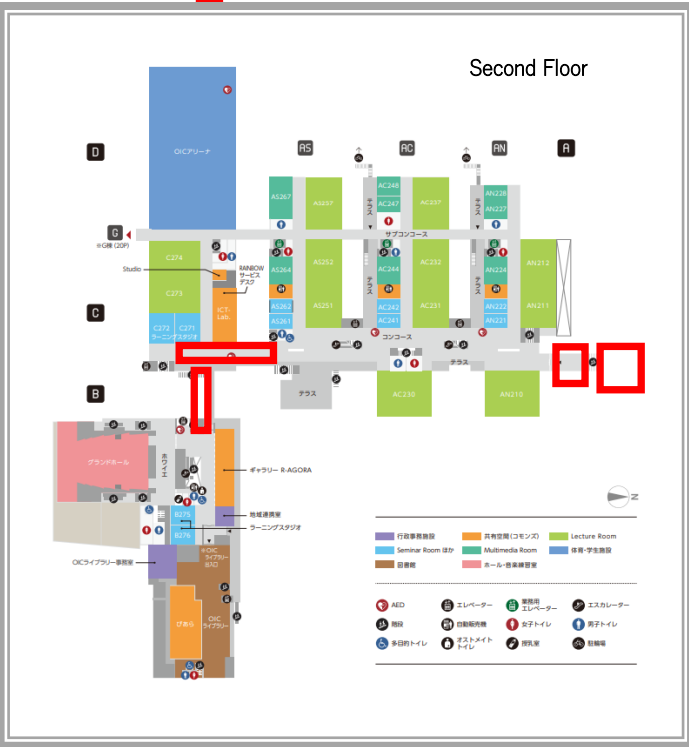 Second Floor
D
AS
AC
AN
A
OICアリーナ
AS267
AS257
AC248
AC247
AC257
AN228
AN227
テラス
テラス
G
※G棟 (20P)
サブコンコース
C274
Studio
RAINBOW
サービス
デスク
AS264
AS252
AC244
AC232
AN224
AN212
C273
ICT-
Lab.
AS262
AS251
AC242
AC231
AN222
AN211
テラス
テラス
C
C272
C271
ラーニングスタジオ
AS261
AC241
AN221
コンコース
テラス
B
テラス
AC230
AN210
グランドホール
ホワイエ
ギャラリー R-AGORA
地域連携室
B275
B276
ラーニングスタジオ
OICライブラリー事務室
※OIC
ライブラリー
出入口
ぴあら
OIC
ライブラリー
N
行政事務施設
共有空間(コモンズ)
Lecture Room
Seminar Room ほか
Multimedia Room
体育・学生施設
図書館
ホール・音楽練習室
AED
エレベーター
業務用
エレベーター
エスカレーター
階段
自動販売機
女子トイレ
男子トイレ
多目的トイレ
オストメイト
トイレ
授乳室
駐輪場